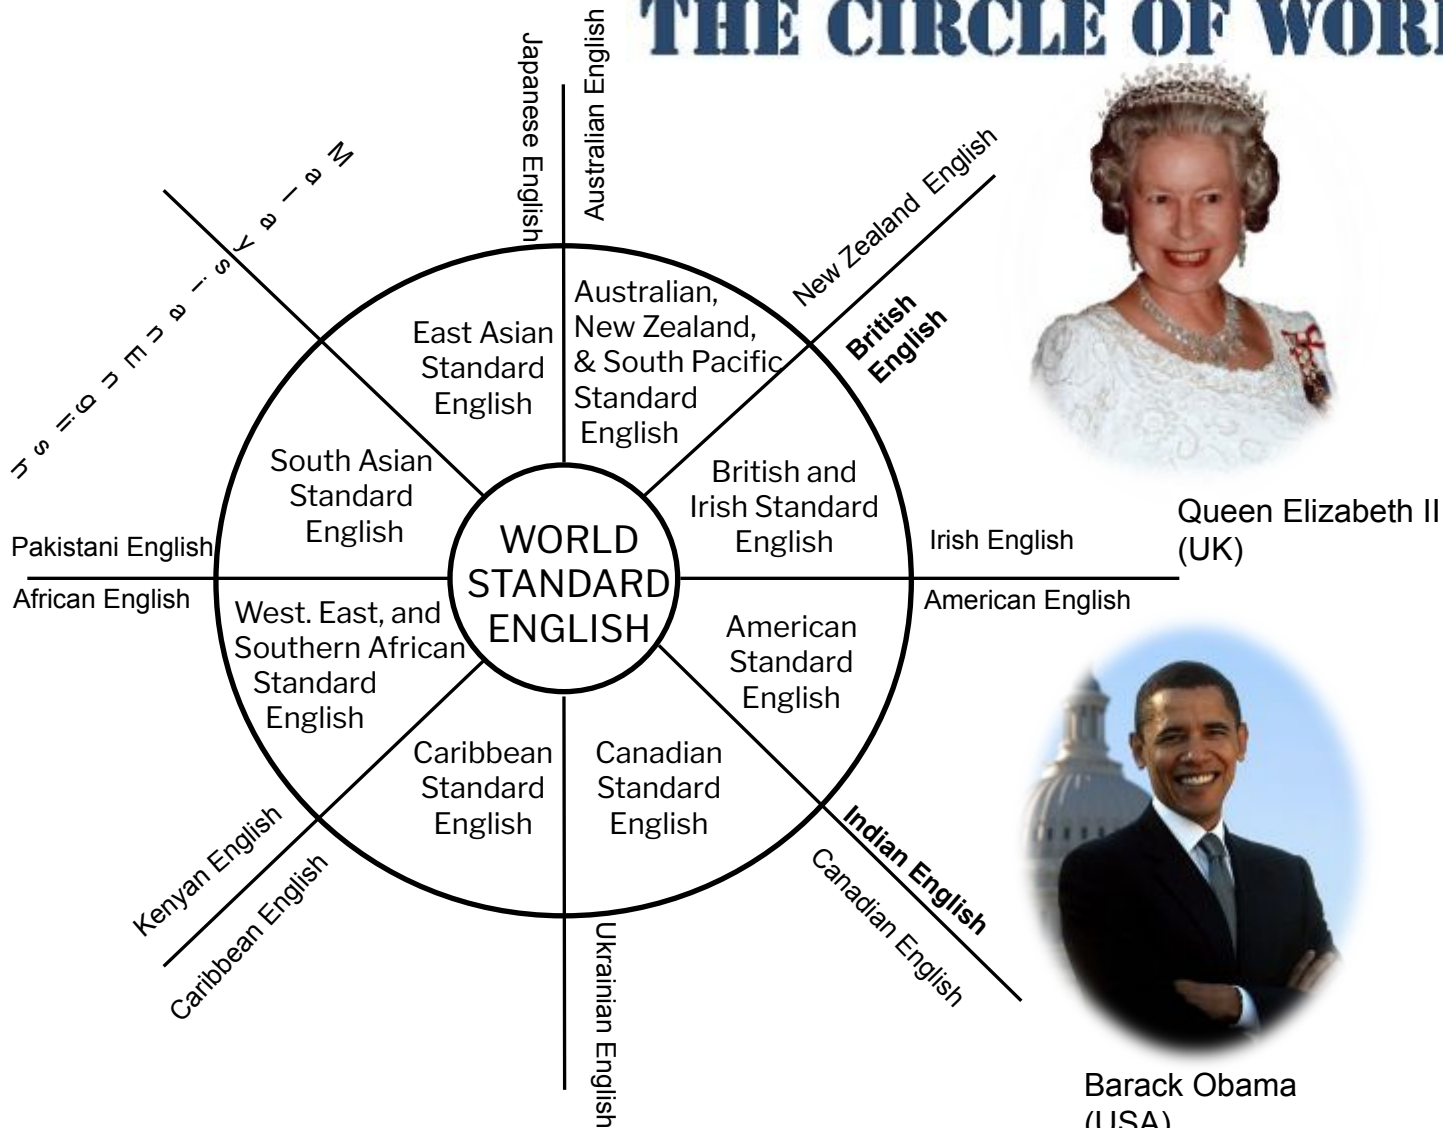 THE CIRCLE OF WORL
Japanese English
Australian English
New Zealand English
British
English
Malaysian English
East Asian
Standard
English
Australian,
New Zealand,
& South Pacific
Standard
English
South Asian
Standard
English
British and
Irish Standard
English
WORLD
STANDARD
ENGLISH
Pakistani English
African English
Irish English
American English
West. East, and
Southern African
Standard
English
American
Standard
English
Caribbean
Standard
English
Canadian
Standard
English
Kenyan English
Caribbean English
Ukrainian English
Indian English
Canadian English
Queen Elizabeth II
(UK)
Barack Obama
(USA)